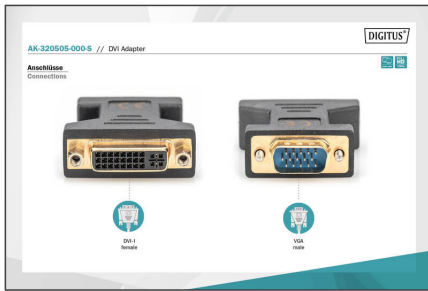 DIGITUS®
AK-320505-000-S // DVI Adapter
Anschlüsse
Connections
DVI-I
female
VGA
male